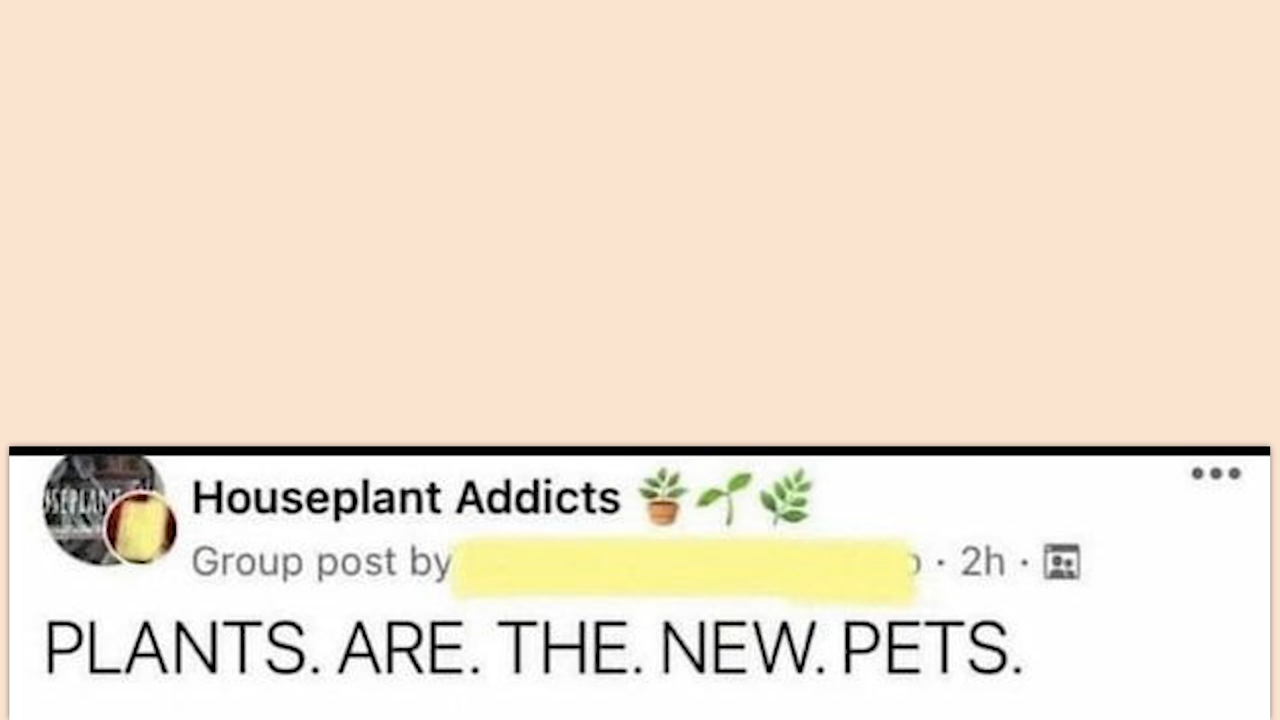 Houseplant Addicts 🪴🌱🌿
Group post by
· 2h ·
PLANTS. ARE. THE. NEW. PETS.